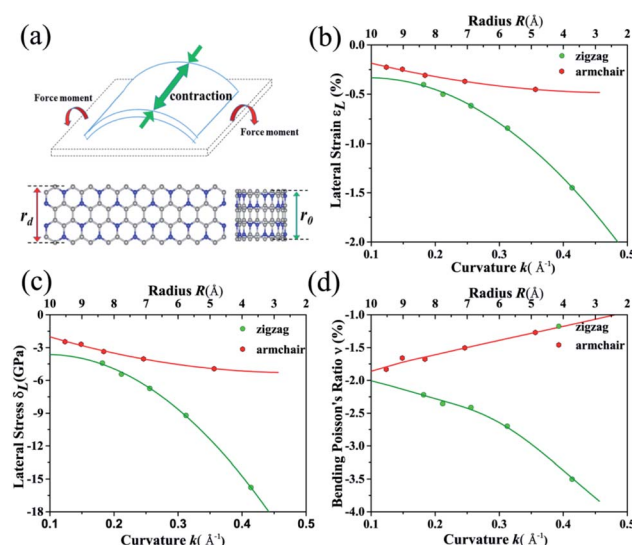 (a)
contraction
Force moment
Force moment
r_d
r_0
(b)
Radius R(Å)
10 9 8 7 6 5 4 3 2
zigzag
armchair
Lateral Strain ε_L (%)
0.0
-0.5
-1.0
-1.5
-2.0
0.1 0.2 0.3 0.4 0.5
Curvature k( Å⁻¹)
(c)
Radius R(Å)
10 9 8 7 6 5 4 3 2
zigzag
armchair
Lateral Stress δ_L(GPa)
0
-3
-6
-9
-12
-15
-18
0.1 0.2 0.3 0.4 0.5
Curvature k( Å⁻¹)
(d)
Radius R(Å)
10 9 8 7 6 5 4 3 2
zigzag
armchair
Bending Poisson's Ratio ν (%)
-1.0
-1.5
-2.0
-2.5
-3.0
-3.5
-4.0
0.1 0.2 0.3 0.4 0.5
Curvature k( Å⁻¹)